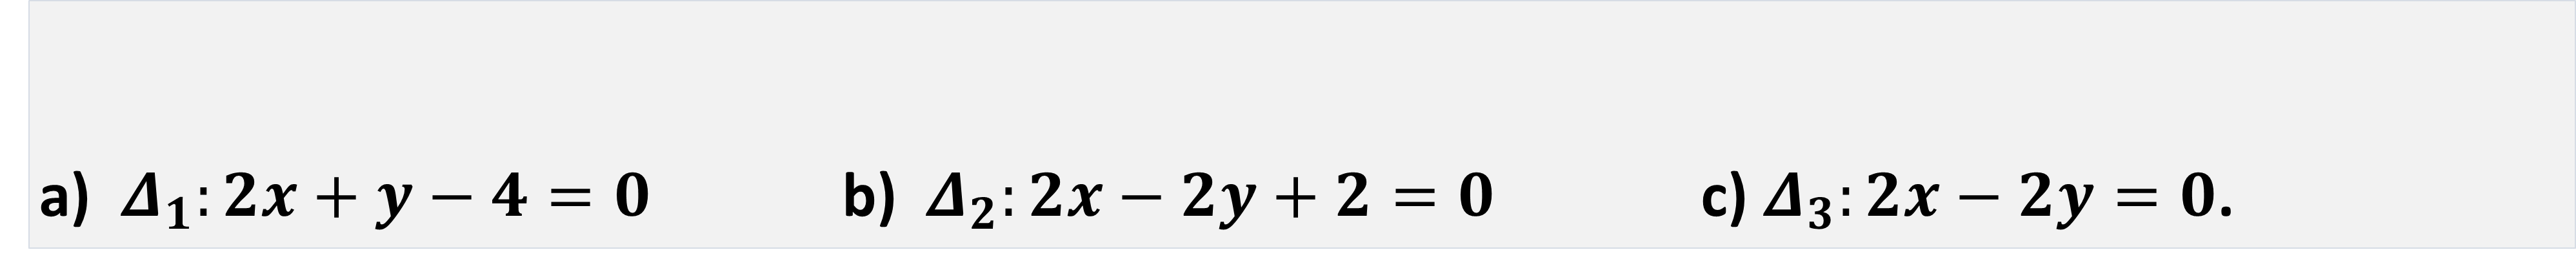 a) Δ₁: 2x + y − 4 = 0 b) Δ₂: 2x − 2y + 2 = 0 c) Δ₃: 2x − 2y = 0.